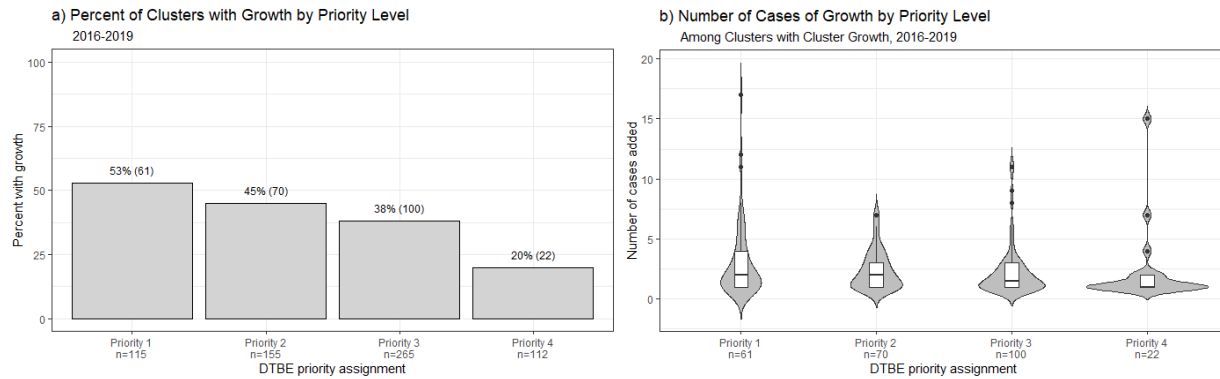 a) Percent of Clusters with Growth by Priority Level
2016-2019
Percent with growth
100
75
50
25
0
53% (61)
45% (70)
38% (100)
20% (22)
Priority 1
n=115
Priority 2
n=155
Priority 3
n=265
Priority 4
n=112
DTBE priority assignment
b) Number of Cases of Growth by Priority Level
Among Clusters with Cluster Growth, 2016-2019
Number of cases added
20
15
10
5
0
Priority 1
n=61
Priority 2
n=70
Priority 3
n=100
Priority 4
n=22
DTBE priority assignment